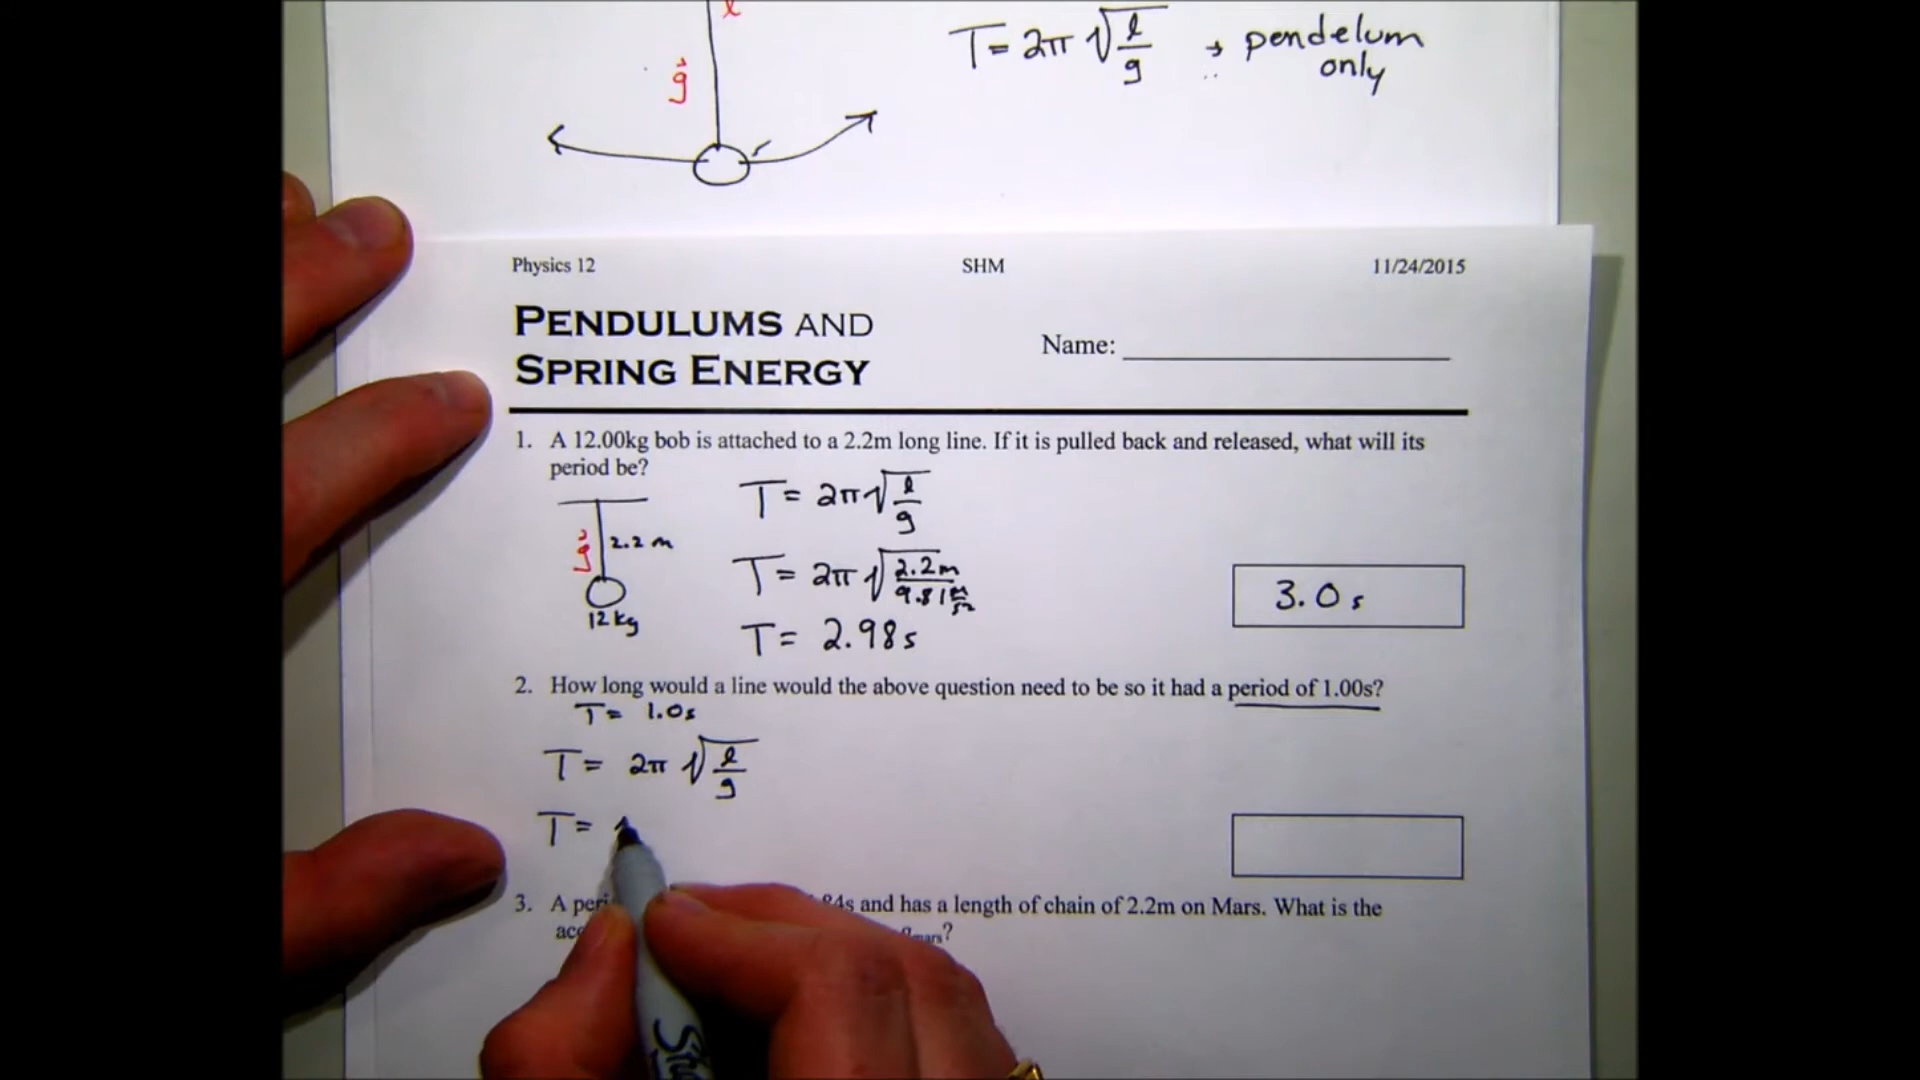 l
T = 2π √l/g → pendelum
only
g
Physics 12 SHM 11/24/2015
PENDULUMS AND
SPRING ENERGY
Name:
1. A 12.00kg bob is attached to a 2.2m long line. If it is pulled back and released, what will its
period be?
T = 2π √l/g
g 2.2 m
T = 2π √2.2m/9.81m/s²
12 kg
3.0 s
T = 2.98 s
2. How long would a line would the above question need to be so it had a period of 1.00s?
T = 1.0s
T = 2π √l/g
T =
3. A 84s and has a length of chain of 2.2m on Mars. What is the
mars?